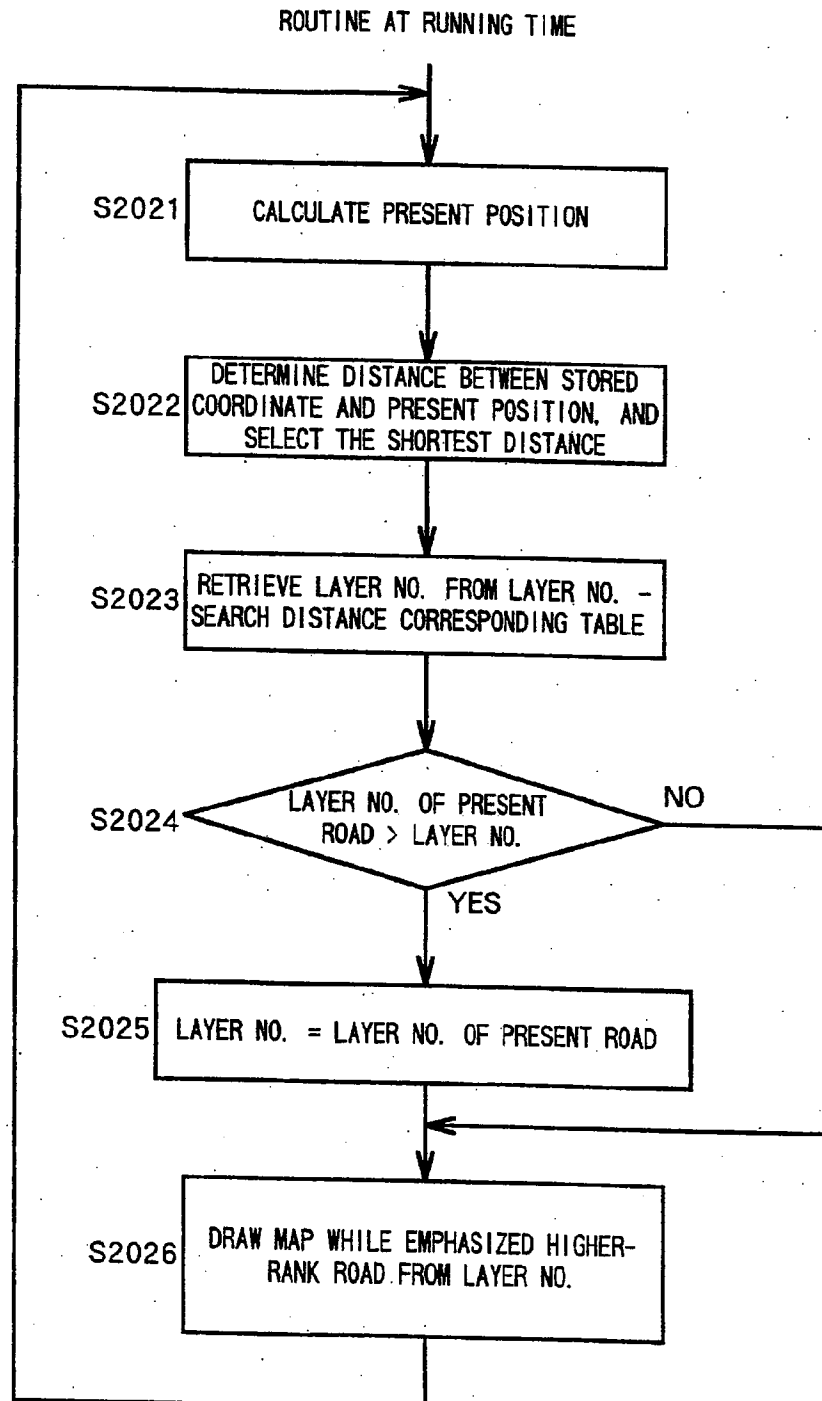 ROUTINE AT RUNNING TIME
S2021
CALCULATE PRESENT POSITION
S2022
DETERMINE DISTANCE BETWEEN STORED
COORDINATE AND PRESENT POSITION, AND
SELECT THE SHORTEST DISTANCE
S2023
RETRIEVE LAYER NO. FROM LAYER NO. -
SEARCH DISTANCE CORRESPONDING TABLE
S2024
LAYER NO. OF PRESENT
ROAD > LAYER NO.
NO
YES
S2025
LAYER NO. = LAYER NO. OF PRESENT ROAD
S2026
DRAW MAP WHILE EMPHASIZED HIGHER-
RANK ROAD FROM LAYER NO.